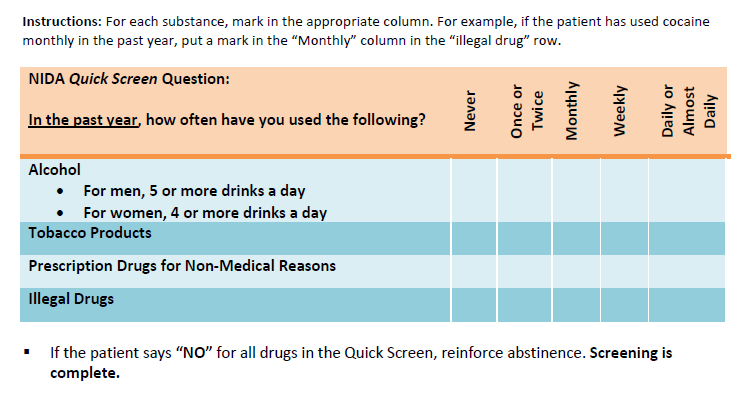 Instructions: For each substance, mark in the appropriate column. For example, if the patient has used cocaine
monthly in the past year, put a mark in the “Monthly” column in the “illegal drug” row.
NIDA Quick Screen Question:
In the past year, how often have you used the following?
Never
Once or
Twice
Monthly
Weekly
Daily or
Almost
Daily
Alcohol
• For men, 5 or more drinks a day
• For women, 4 or more drinks a day
Tobacco Products
Prescription Drugs for Non-Medical Reasons
Illegal Drugs
▪ If the patient says “NO” for all drugs in the Quick Screen, reinforce abstinence. Screening is
complete.